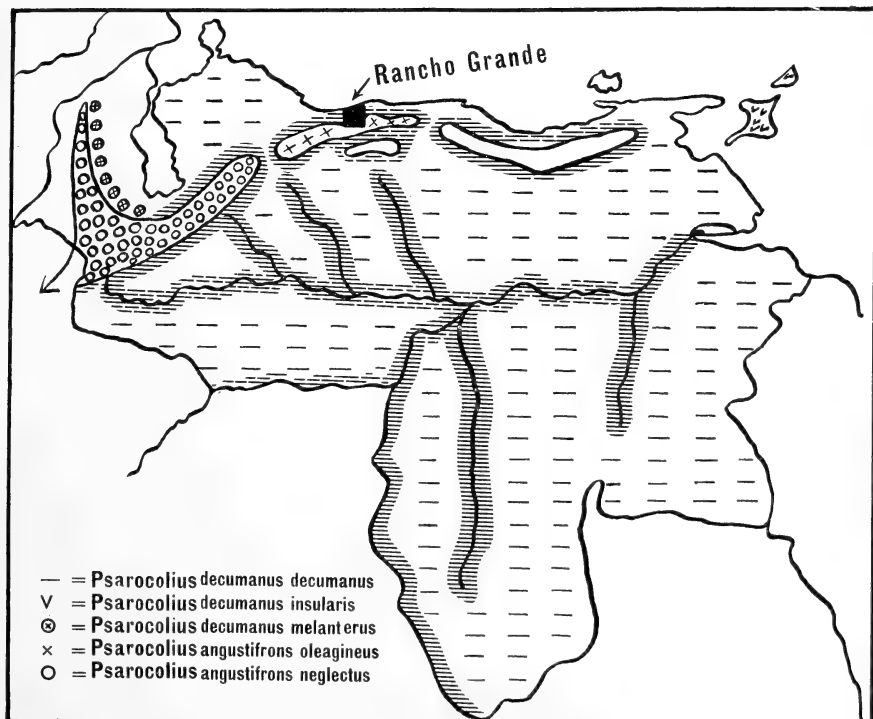 Rancho Grande
— = Psarocolius decumanus decumanus
V = Psarocolius decumanus insularis
⊗ = Psarocolius decumanus melanterus
× = Psarocolius angustifrons oleagineus
○ = Psarocolius angustifrons neglectus